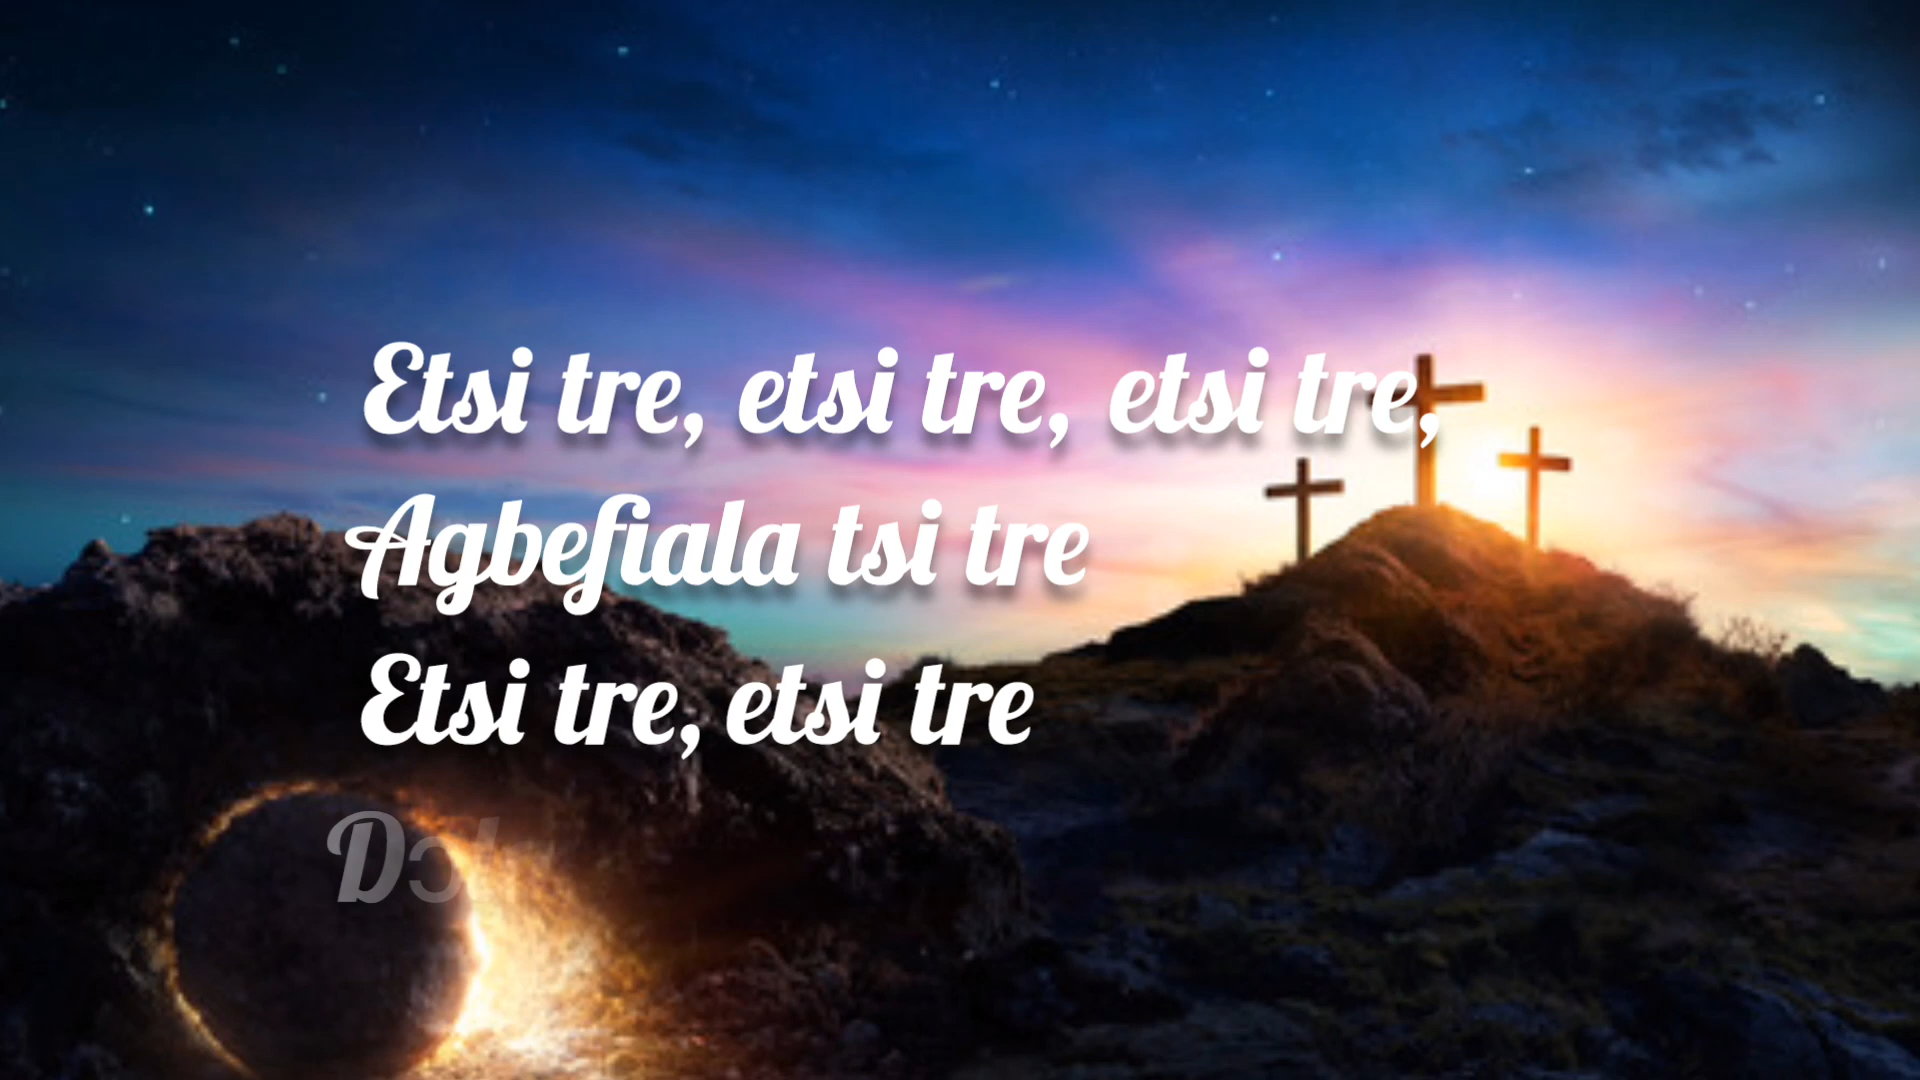 Etsi tre, etsi tre, etsi tre,
Agbefiala tsi tre
Etsi tre, etsi tre